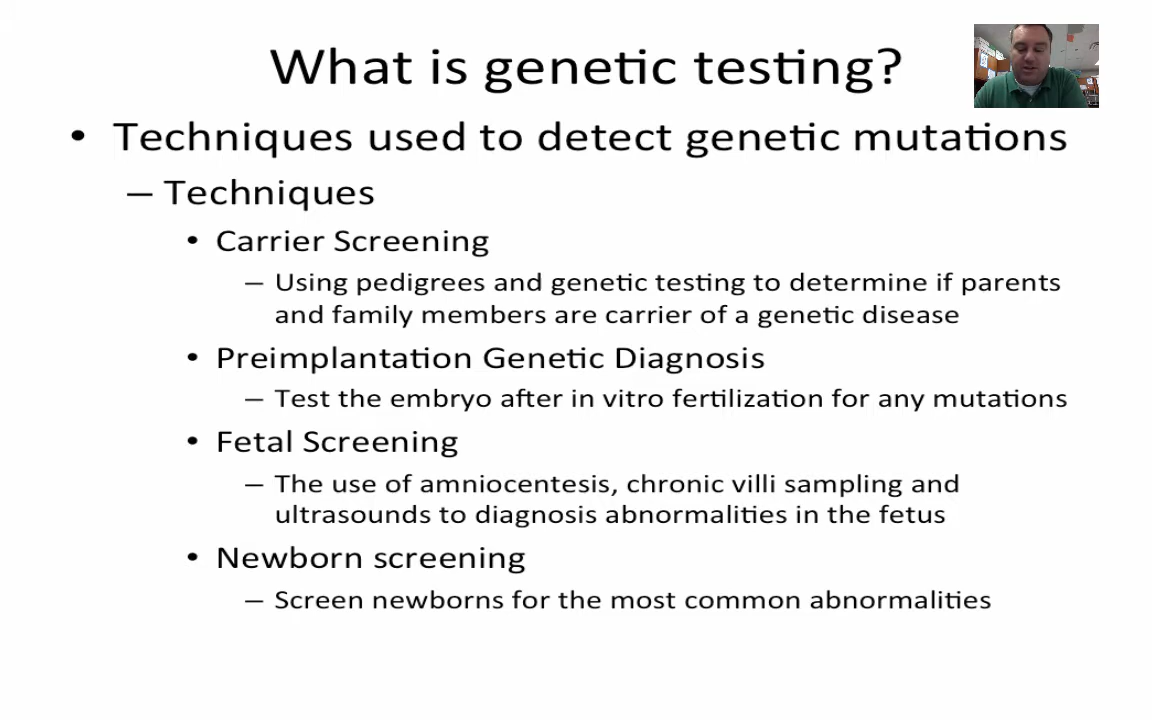 What is genetic testing?
• Techniques used to detect genetic mutations
– Techniques
• Carrier Screening
– Using pedigrees and genetic testing to determine if parents
and family members are carrier of a genetic disease
• Preimplantation Genetic Diagnosis
– Test the embryo after in vitro fertilization for any mutations
• Fetal Screening
– The use of amniocentesis, chronic villi sampling and
ultrasounds to diagnosis abnormalities in the fetus
• Newborn screening
– Screen newborns for the most common abnormalities